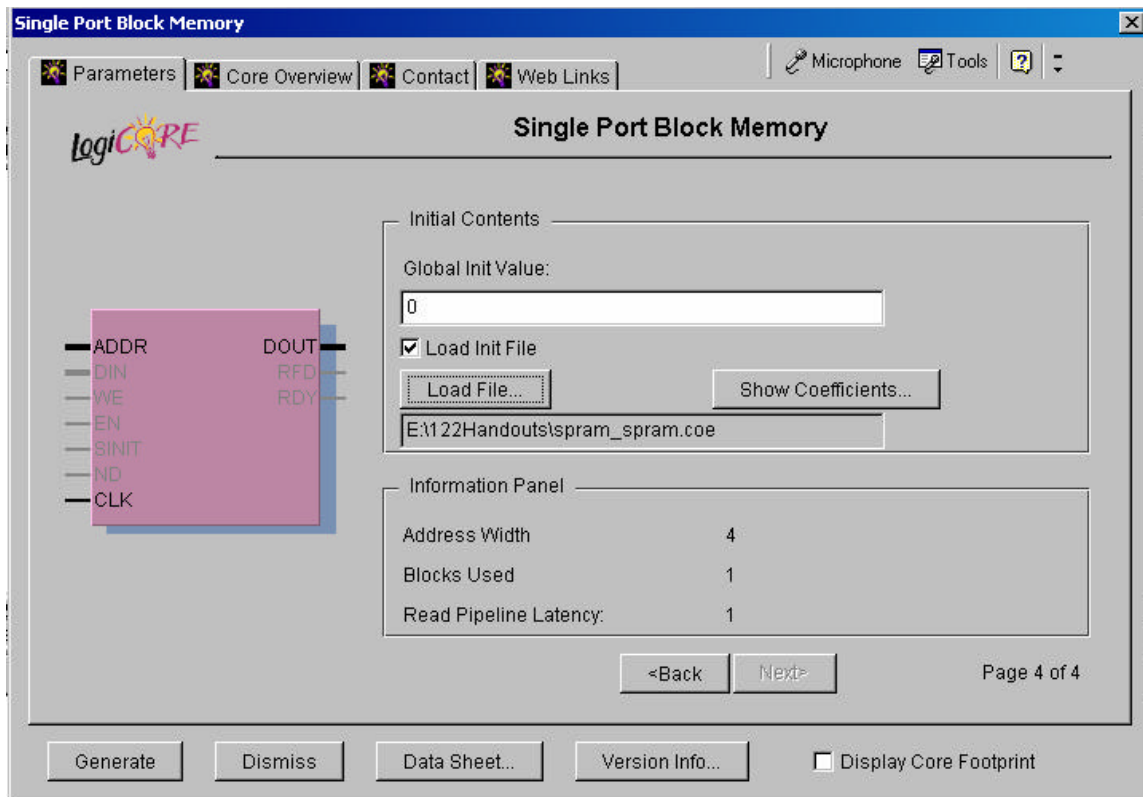 Single Port Block Memory
Microphone Tools
Parameters Core Overview Contact Web Links
LogiCORE
Single Port Block Memory
Initial Contents
Global Init Value:
0
Load Init File
Load File... Show Coefficients...
E:\122Handouts\spram_spram.coe
ADDR DOUT
DIN RFD
WE RDY
EN
SINIT
ND
CLK
Information Panel
Address Width 4
Blocks Used 1
Read Pipeline Latency: 1
<Back Next> Page 4 of 4
Generate Dismiss Data Sheet... Version Info... Display Core Footprint